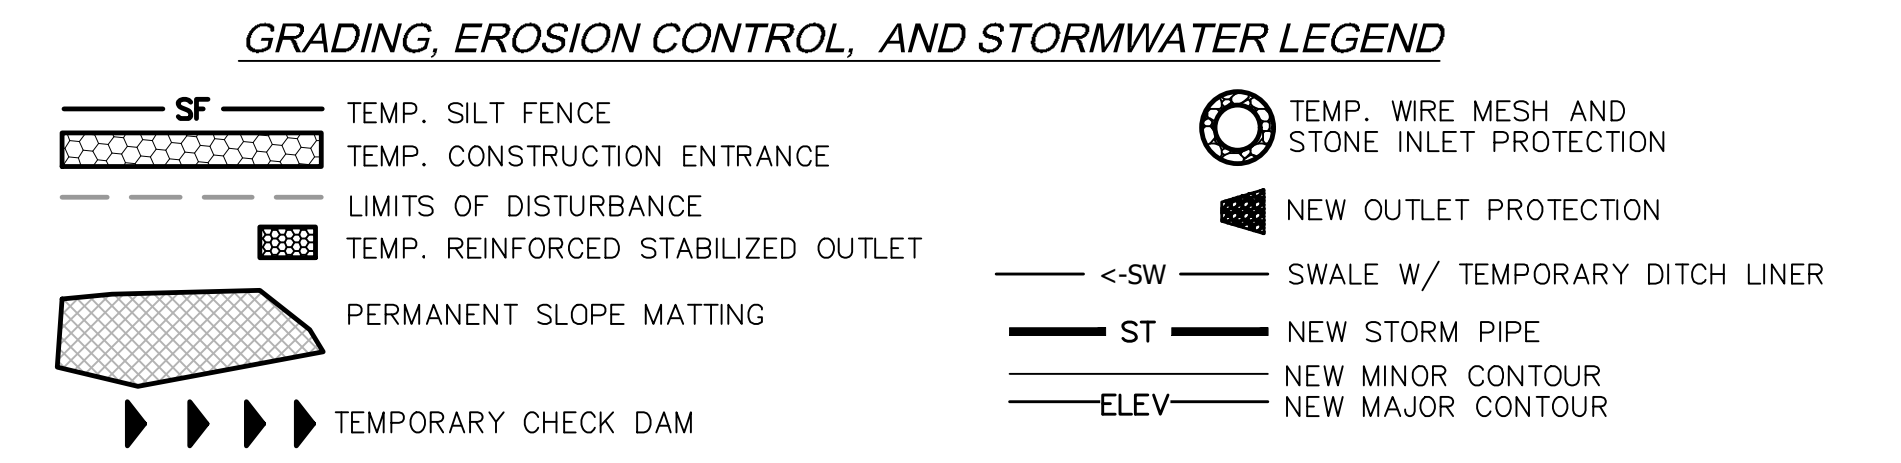 GRADING, EROSION CONTROL, AND STORMWATER LEGEND
SF TEMP. SILT FENCE
TEMP. CONSTRUCTION ENTRANCE
LIMITS OF DISTURBANCE
TEMP. REINFORCED STABILIZED OUTLET
PERMANENT SLOPE MATTING
TEMPORARY CHECK DAM
TEMP. WIRE MESH AND
STONE INLET PROTECTION
NEW OUTLET PROTECTION
<-SW SWALE W/ TEMPORARY DITCH LINER
ST NEW STORM PIPE
NEW MINOR CONTOUR
ELEV NEW MAJOR CONTOUR